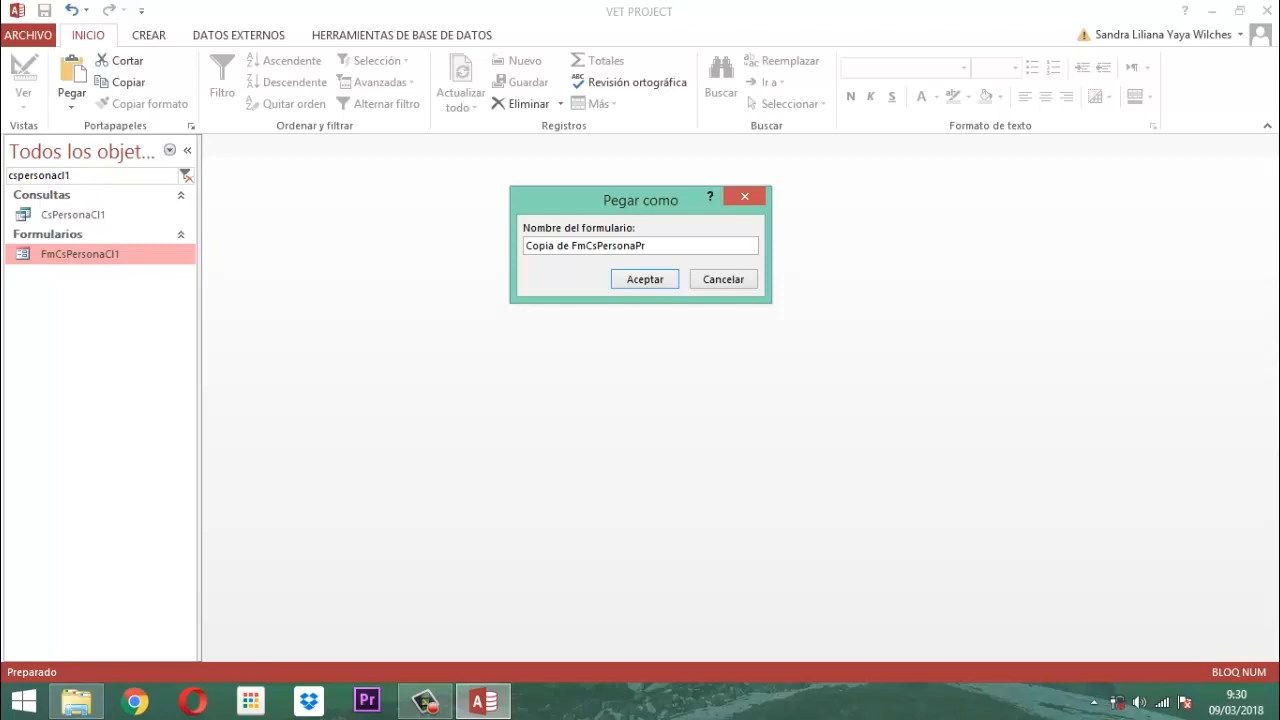 VET PROJECT
ARCHIVO INICIO CREAR DATOS EXTERNOS HERRAMIENTAS DE BASE DE DATOS Sandra Liliana Yaya Wilches
Ver
Pegar
Cortar
Copiar
Copiar formato
Filtro
Ascendente
Descendente
Quitar orden
Selección
Avanzadas
Alternar filtro
Actualizar
todo
Nuevo
Guardar
Eliminar
Totales
Revisión ortográfica
Más
Buscar
Reemplazar
Ir a
Seleccionar
N K S
Vistas Portapapeles Ordenar y filtrar Registros Buscar Formato de texto
Todos los objet...
cspersonacl1
Consultas
CsPersonaCl1
Formularios
FmCsPersonaCl1
Pegar como
Nombre del formulario:
Copia de FmCsPersonaPr
Aceptar Cancelar
Preparado BLOQ NUM
Pr
9:30
09/03/2018